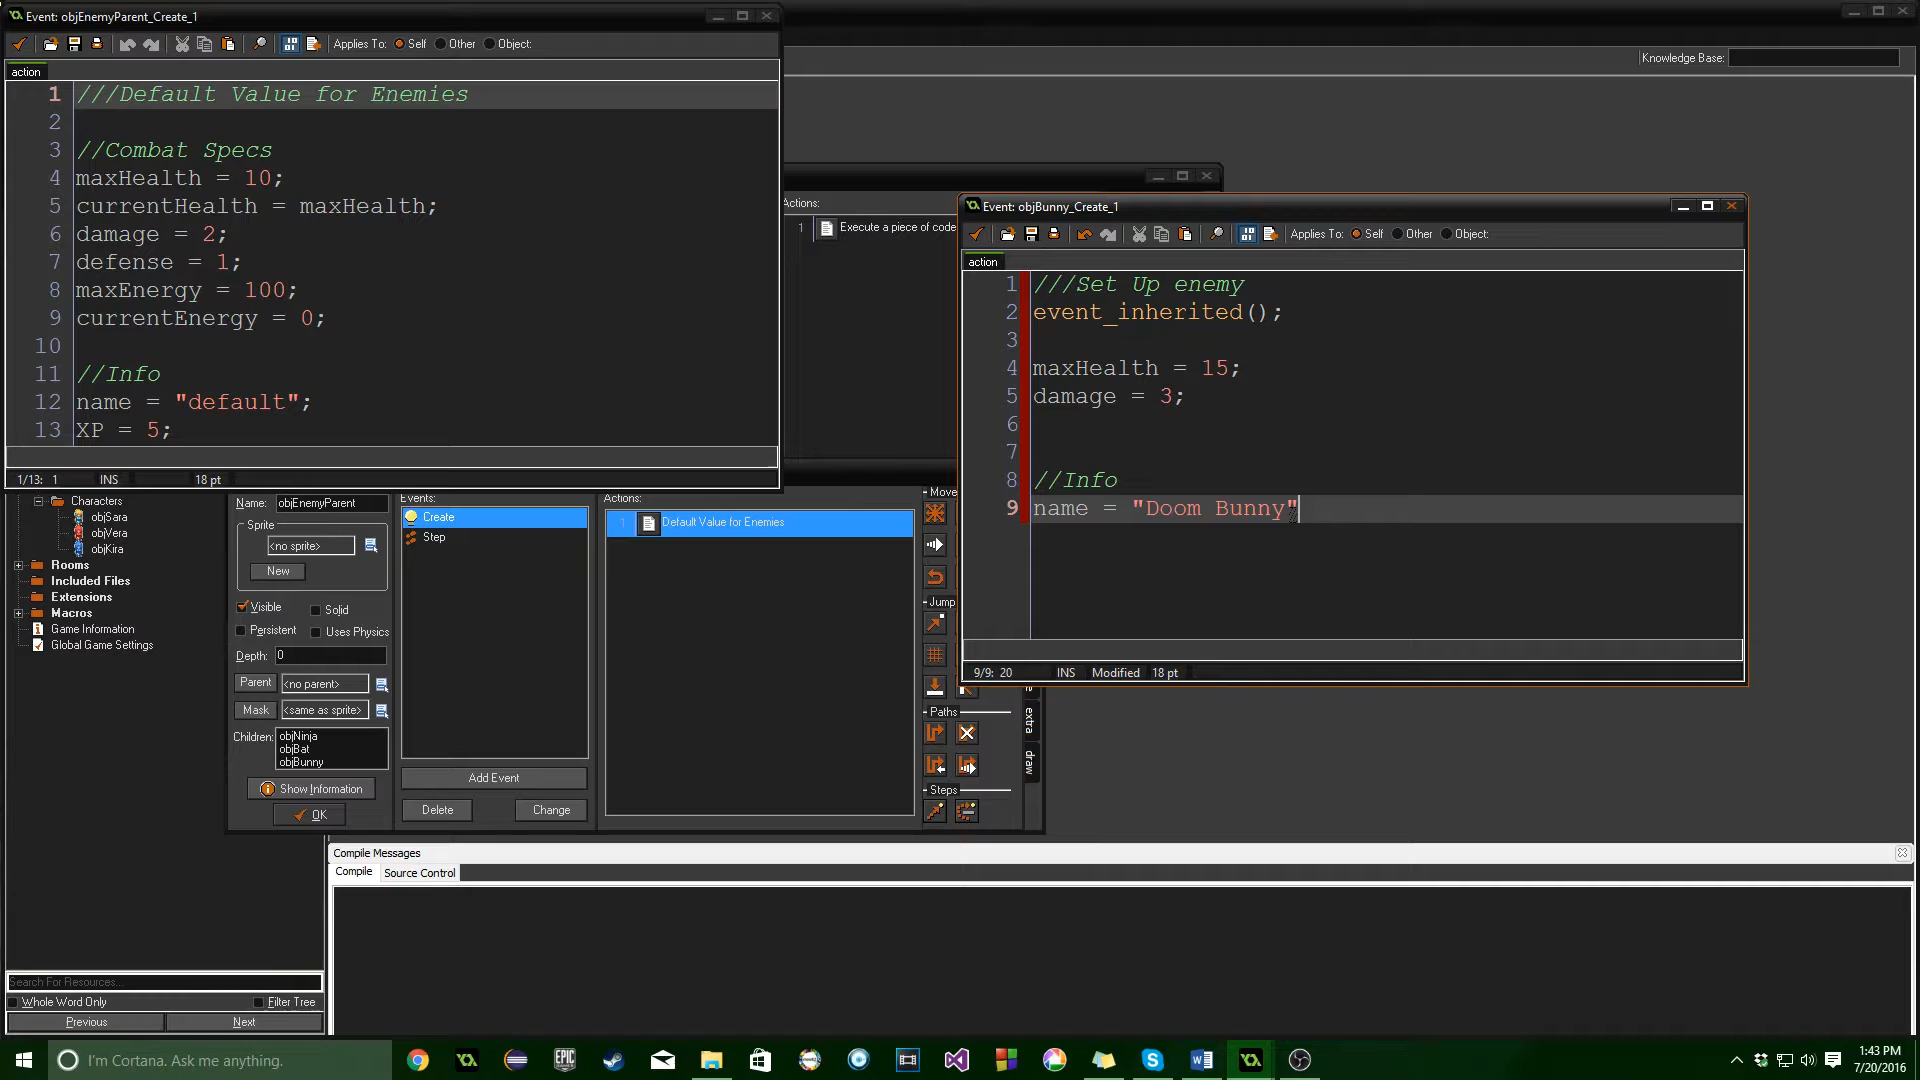 Event: objEnemyParent_Create_1
Applies To: Self Other Object:
action
1 ///Default Value for Enemies
2
3 //Combat Specs
4 maxHealth = 10;
5 currentHealth = maxHealth;
6 damage = 2;
7 defense = 1;
8 maxEnergy = 100;
9 currentEnergy = 0;
10
11 //Info
12 name = "default";
13 XP = 5;
1/13: 1 INS 18 pt
Knowledge Base:
Actions:
1 Execute a piece of code
Event: objBunny_Create_1
Applies To: Self Other Object:
action
1 ///Set Up enemy
2 event_inherited();
3
4 maxHealth = 15;
5 damage = 3;
6
7
8 //Info
9 name = "Doom Bunny"
9/9: 20 INS Modified 18 pt
Characters
objSara
objVera
objKira
Rooms
Included Files
Extensions
Macros
Game Information
Global Game Settings
Name: objEnemyParent
Sprite
<no sprite>
New
Visible Solid
Persistent Uses Physics
Depth: 0
Parent <no parent>
Mask <same as sprite>
Children: objNinja
objBat
objBunny
Show Information
OK
Events:
Create
Step
Add Event
Delete Change
Actions:
1 Default Value for Enemies
Move
Jump
Paths
Steps
extra
draw
Compile Messages
Compile Source Control
Search For Resources...
Whole Word Only Filter Tree
Previous Next
I'm Cortana. Ask me anything.
EPIC
GAMES
1:43 PM
7/20/2016